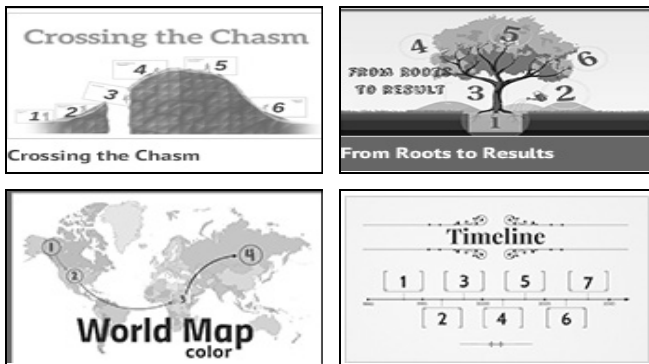 Crossing the Chasm
4 5
3
1 2 6
Crossing the Chasm
5
4 6
FROM ROOTS
TO RESULT
3 2
1
From Roots to Results
1
2
3
World Map
color
Timeline
1 3 5 7
2 4 6